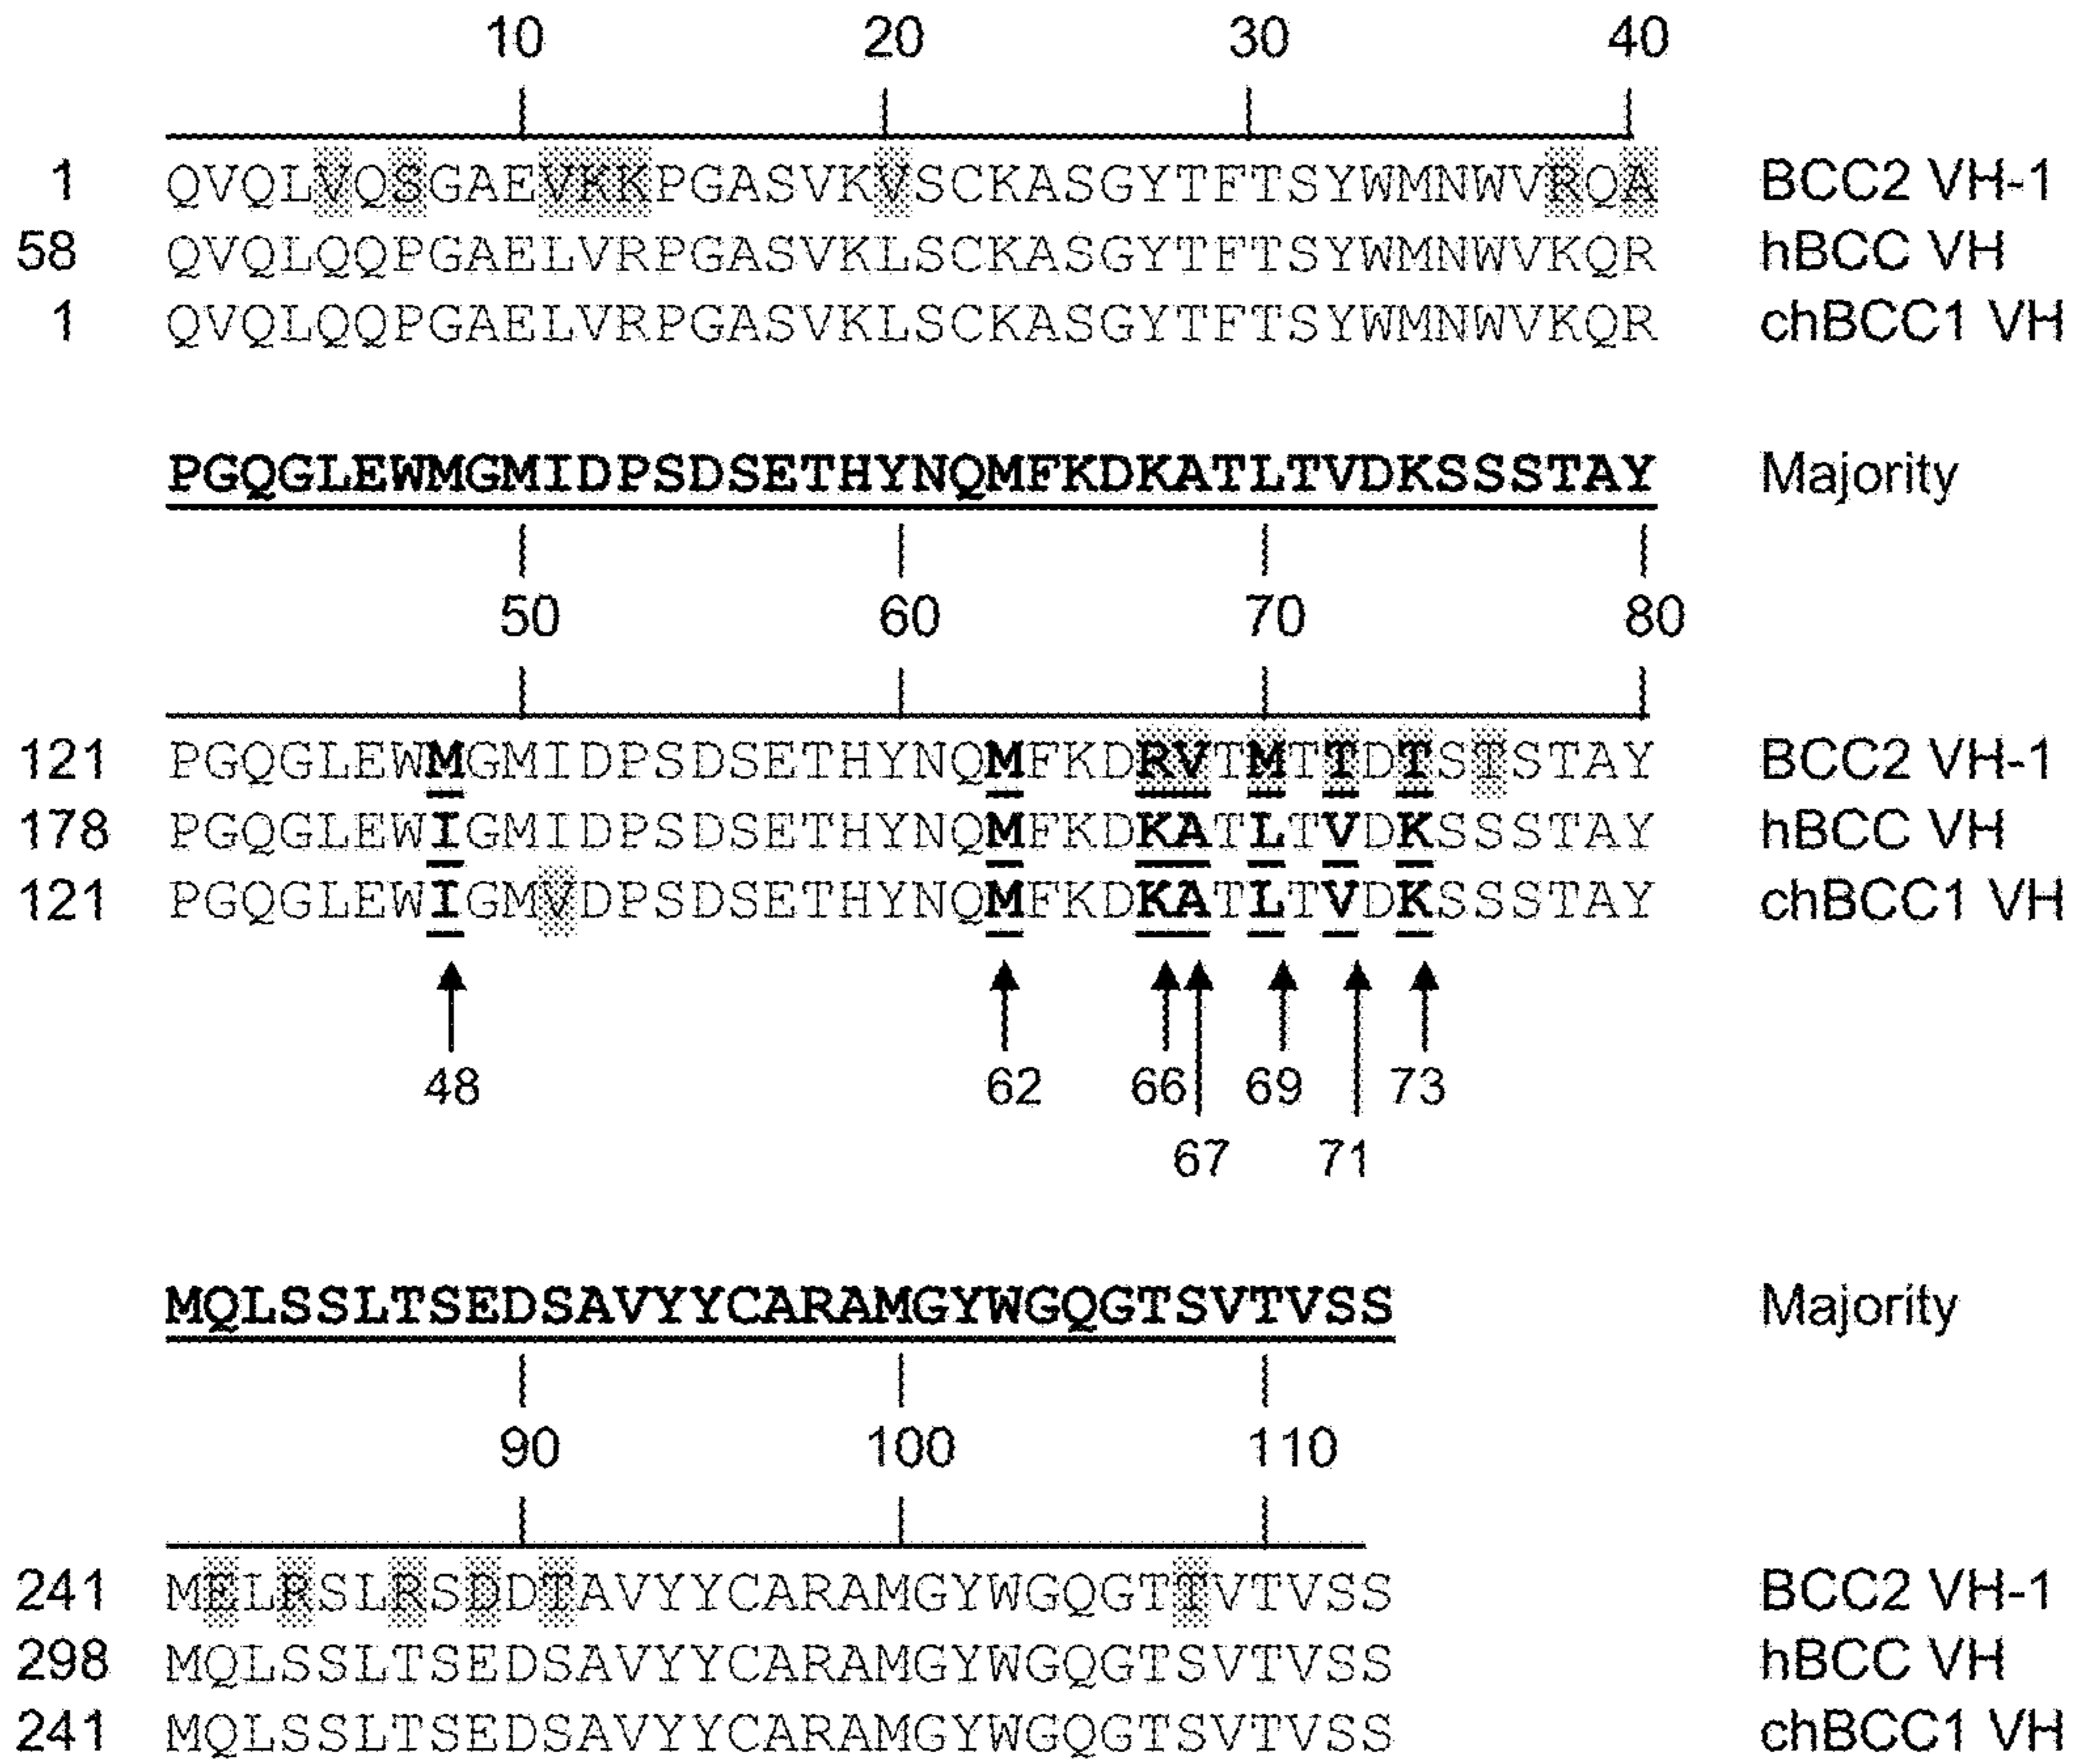 10 20 30 40
1 QVQLVQSGAEVKKPGASVKVSCKASGYTFTSYWMNWVRQA BCC2 VH-1
58 QVQLQQPGAELVRPGASVKLSCKASGYTFTSYWMNWVKQR hBCC VH
1 QVQLQQPGAELVRPGASVKLSCKASGYTFTSYWMNWVKQR chBCC1 VH
PGQGLEWMGMIDPSDSETHYNQMFKDKATLTVDKSSSTAY Majority
50 60 70 80
121 PGQGLEWMGMIDPSDSETHYNQMFKDRVTMTTDTSTSTAY BCC2 VH-1
178 PGQGLEWIGMIDPSDSETHYNQMFKDKATLTVDKSSSTAY hBCC VH
121 PGQGLEWIGMVDPSDSETHYNQMFKDKATLTVDKSSSTAY chBCC1 VH
48 62 66 69 73
67 71
MQLSSLTSEDSAVYYCARAMGYWGQGTSVTVSS Majority
90 100 110
241 MELRSLRSDDTAVYYCARAMGYWGQGTTVTVSS BCC2 VH-1
298 MQLSSLTSEDSAVYYCARAMGYWGQGTSVTVSS hBCC VH
241 MQLSSLTSEDSAVYYCARAMGYWGQGTSVTVSS chBCC1 VH